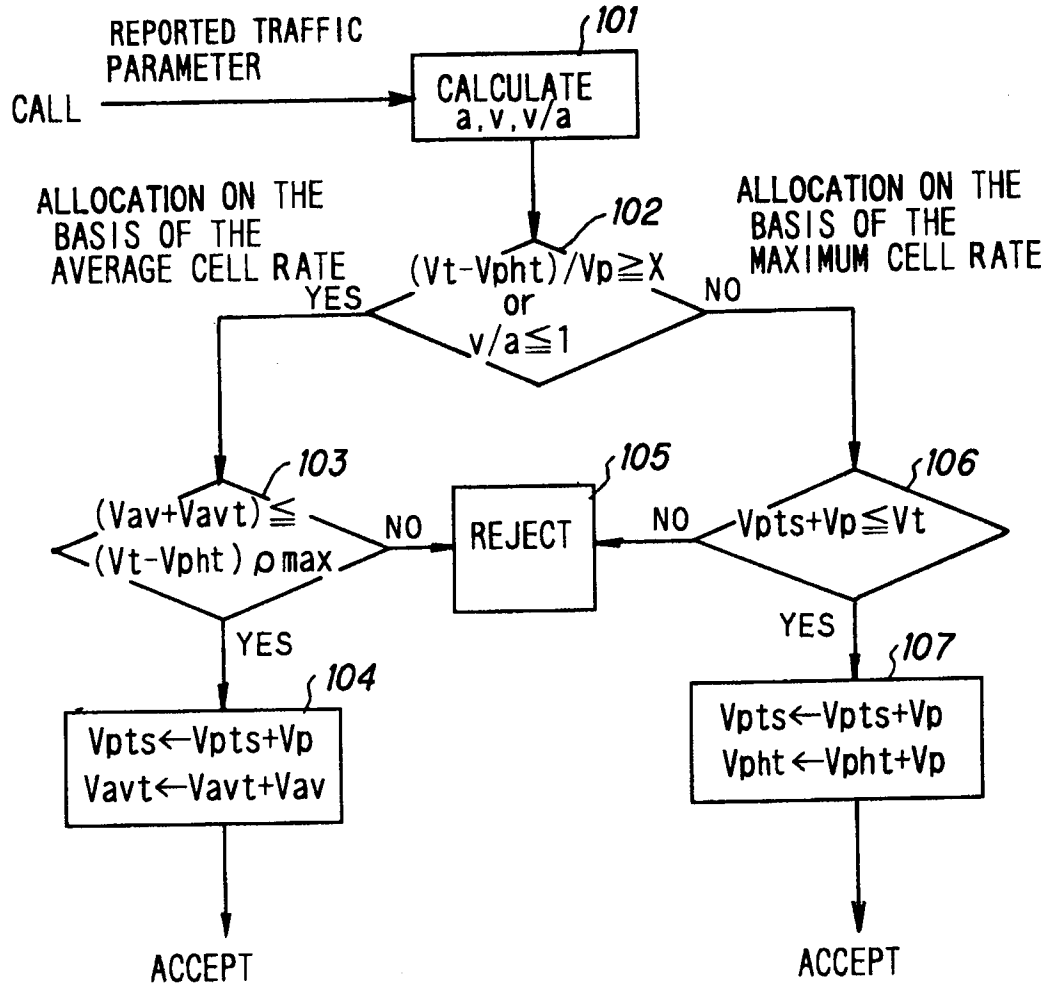 REPORTED TRAFFIC
PARAMETER
CALL
101
CALCULATE
a,v,v/a
ALLOCATION ON THE
BASIS OF THE
AVERAGE CELL RATE
ALLOCATION ON THE
BASIS OF THE
MAXIMUM CELL RATE
102
(Vt-Vpht)/Vp≧X
or
v/a≦1
YES
NO
103
(Vav+Vavt)≦
(Vt-Vpht)ρmax
NO
YES
105
REJECT
106
Vpts+Vp≦Vt
NO
YES
104
Vpts←Vpts+Vp
Vavt←Vavt+Vav
107
Vpts←Vpts+Vp
Vpht←Vpht+Vp
ACCEPT
ACCEPT